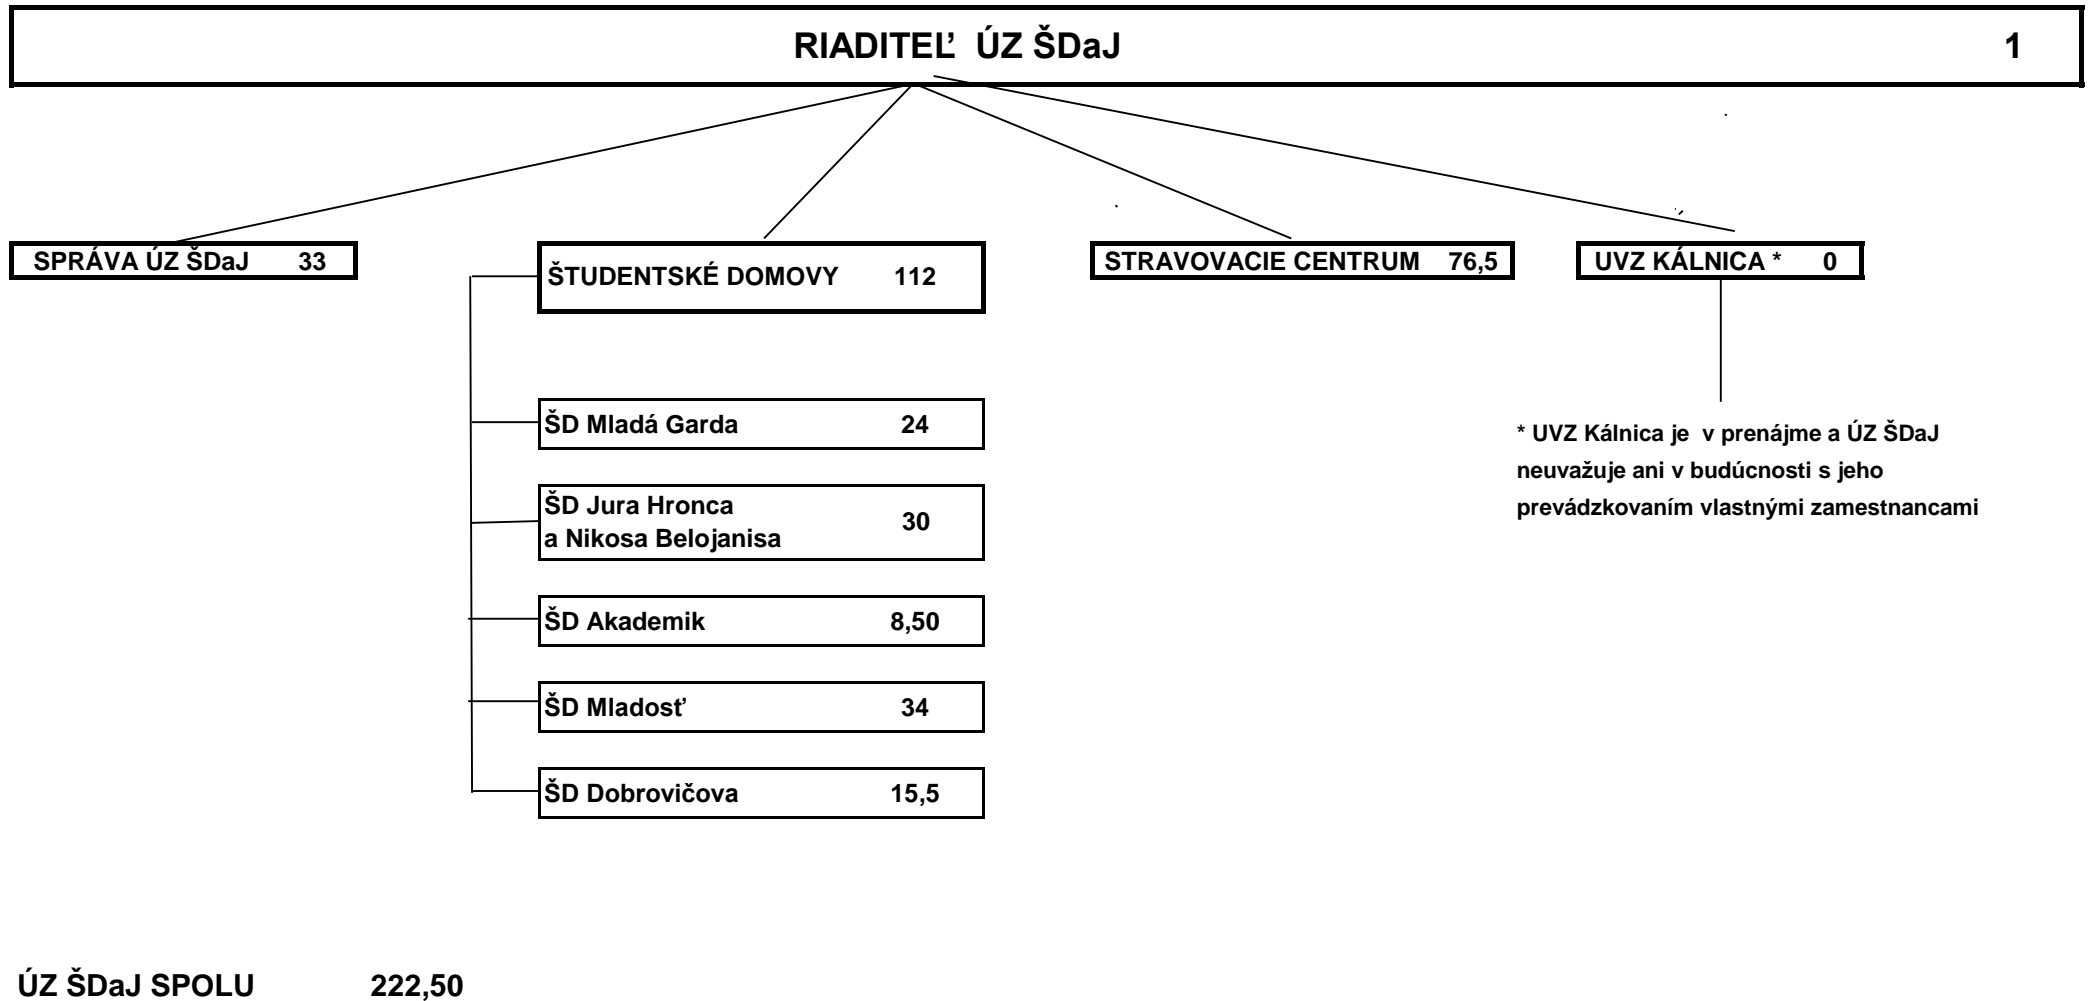 RIADITEĽ ÚZ ŠDaJ 1
SPRÁVA ÚZ ŠDaJ 33
ŠTUDENTSKÉ DOMOVY 112
STRAVOVACIE CENTRUM 76,5
UVZ KÁLNICA * 0
ŠD Mladá Garda 24
ŠD Jura Hronca
a Nikosa Belojanisa 30
ŠD Akademik 8,50
ŠD Mladosť 34
ŠD Dobrovičova 15,5
* UVZ Kálnica je v prenájme a ÚZ ŠDaJ
neuvažuje ani v budúcnosti s jeho
prevádzkovaním vlastnými zamestnancami
ÚZ ŠDaJ SPOLU 222,50